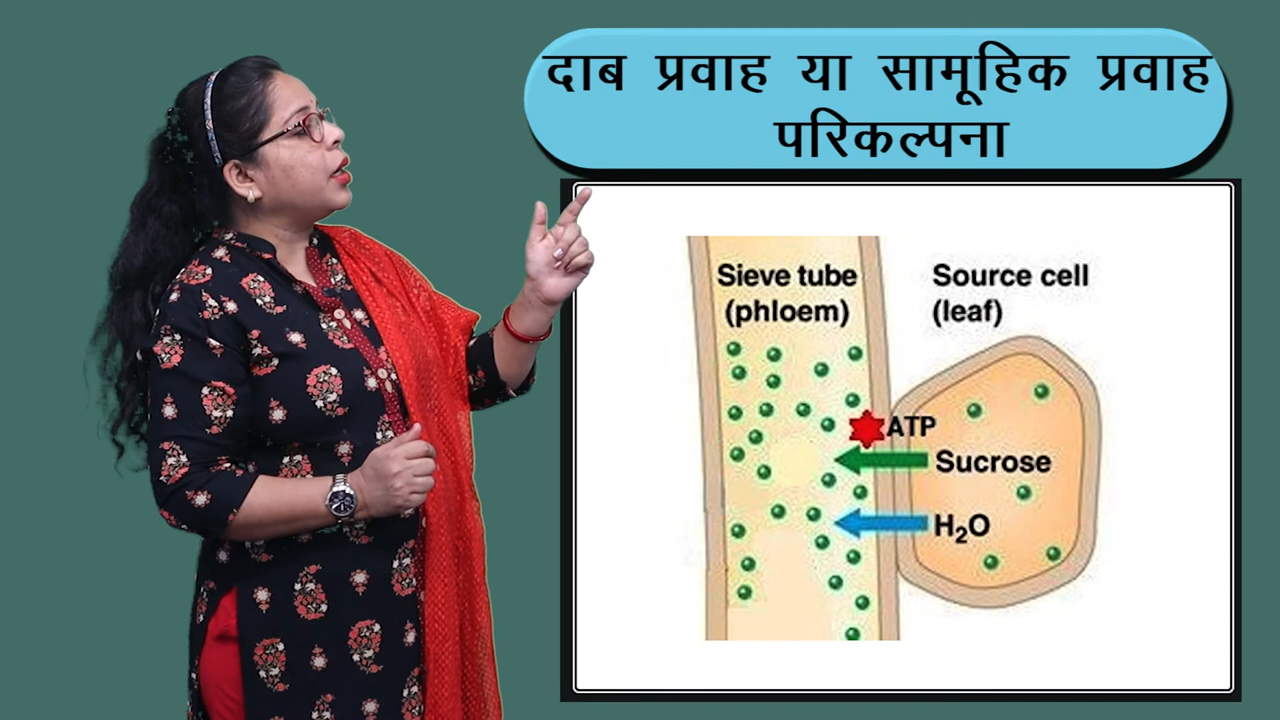 दाब प्रवाह या सामूहिक प्रवाह
परिकल्पना
Sieve tube
(phloem)
Source cell
(leaf)
ATP
Sucrose
H₂O